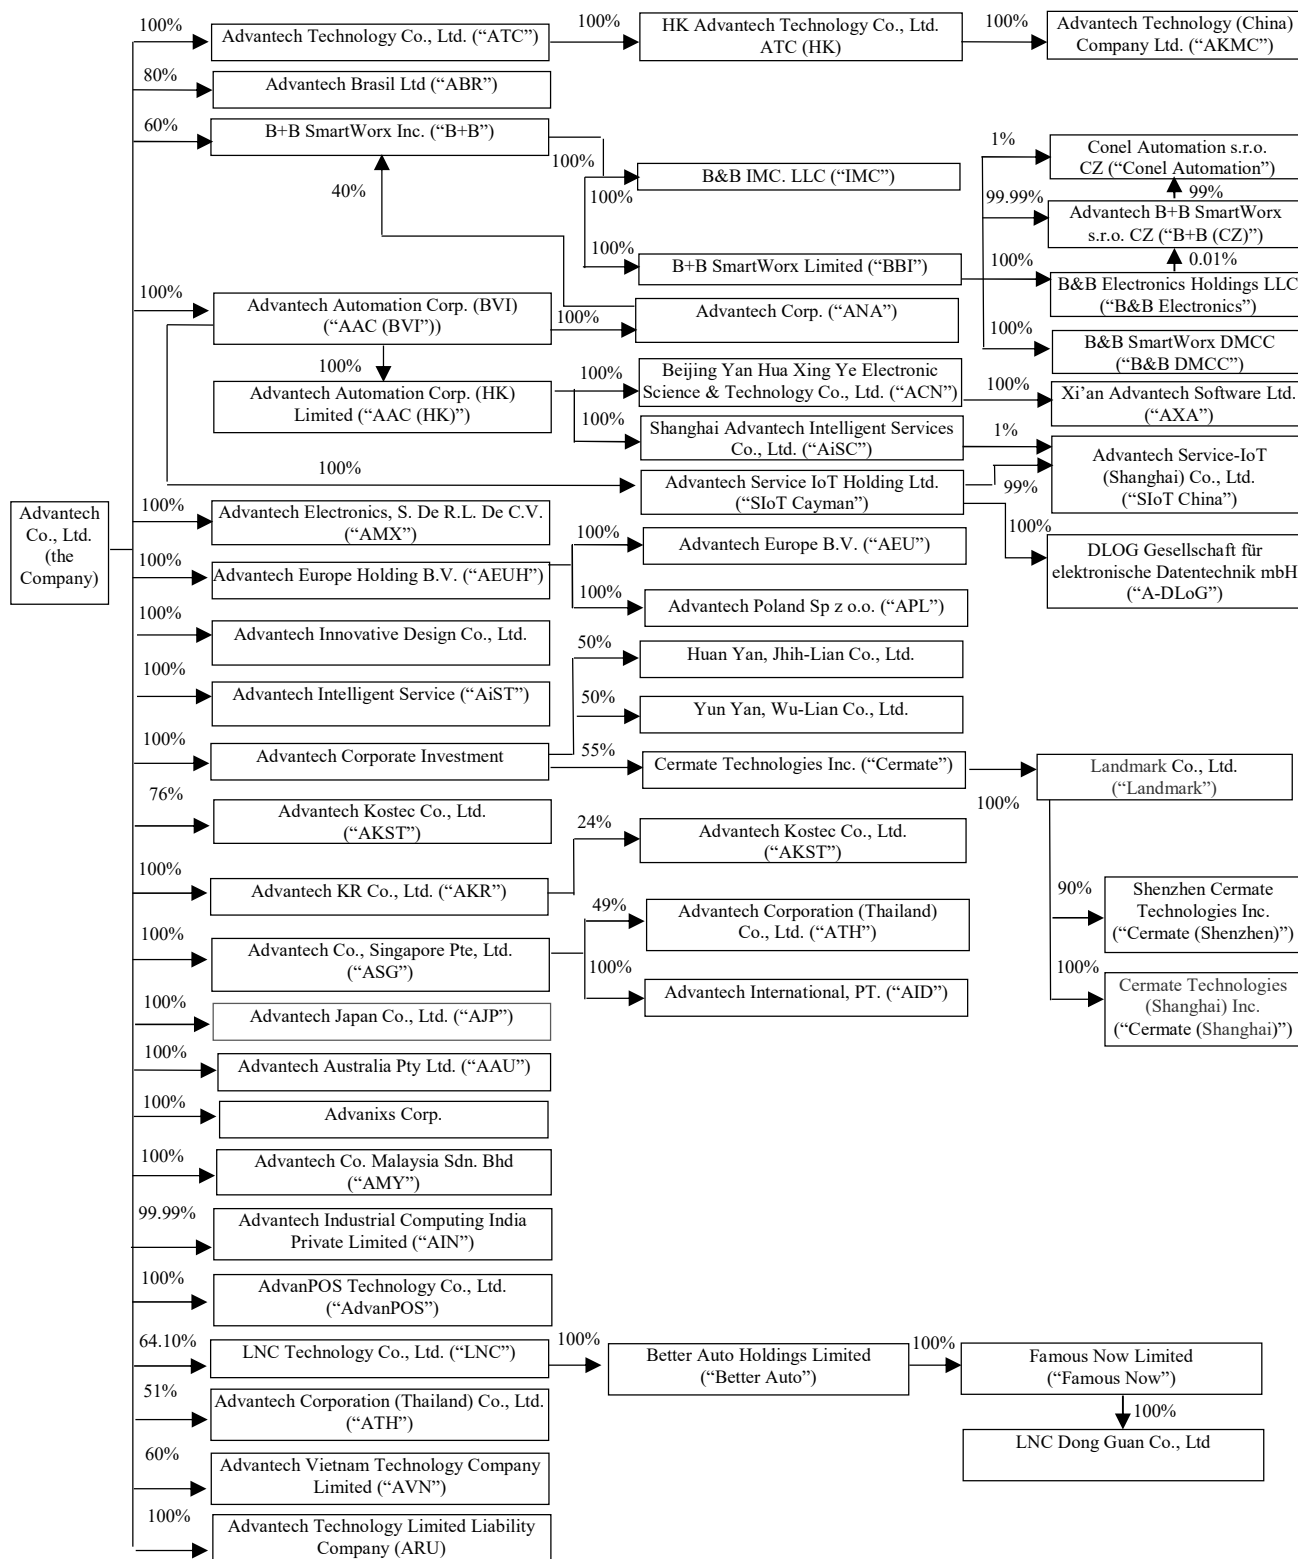 100%
Advantech Technology Co., Ltd. (“ATC”)
100%
HK Advantech Technology Co., Ltd.
ATC (HK)
100%
Advantech Technology (China)
Company Ltd. (“AKMC”)
80%
Advantech Brasil Ltd (“ABR”)
60%
B+B SmartWorx Inc. (“B+B”)
100%
B&B IMC. LLC (“IMC”)
40%
100%
B+B SmartWorx Limited (“BBI”)
1%
Conel Automation s.r.o.
CZ (“Conel Automation”)
99%
99.99%
Advantech B+B SmartWorx
s.r.o. CZ (“B+B (CZ)”)
0.01%
100%
B&B Electronics Holdings LLC
(“B&B Electronics”)
100%
B&B SmartWorx DMCC
(“B&B DMCC”)
100%
Advantech Automation Corp. (BVI)
(“AAC (BVI”))
100%
Advantech Corp. (“ANA”)
100%
Advantech Automation Corp. (HK)
Limited (“AAC (HK)”)
100%
Beijing Yan Hua Xing Ye Electronic
Science & Technology Co., Ltd. (“ACN”)
100%
Xi’an Advantech Software Ltd.
(“AXA”)
100%
Shanghai Advantech Intelligent Services
Co., Ltd. (“AiSC”)
1%
Advantech Service-IoT
(Shanghai) Co., Ltd.
(“SIoT China”)
100%
Advantech Service IoT Holding Ltd.
(“SIoT Cayman”)
99%
100%
DLOG Gesellschaft für
elektronische Datentechnik mbH
(“A-DLoG”)
Advantech
Co., Ltd.
(the
Company)
100%
Advantech Electronics, S. De R.L. De C.V.
(“AMX”)
100%
Advantech Europe Holding B.V. (“AEUH”)
100%
Advantech Europe B.V. (“AEU”)
100%
Advantech Poland Sp z o.o. (“APL”)
100%
Advantech Innovative Design Co., Ltd.
100%
Advantech Intelligent Service (“AiST”)
100%
Advantech Corporate Investment
50%
Huan Yan, Jhih-Lian Co., Ltd.
50%
Yun Yan, Wu-Lian Co., Ltd.
55%
Cermate Technologies Inc. (“Cermate”)
100%
Landmark Co., Ltd.
(“Landmark”)
90%
Shenzhen Cermate
Technologies Inc.
(“Cermate (Shenzhen)”)
100%
Cermate Technologies
(Shanghai) Inc.
(“Cermate (Shanghai)”)
76%
Advantech Kostec Co., Ltd.
(“AKST”)
100%
Advantech KR Co., Ltd. (“AKR”)
24%
Advantech Kostec Co., Ltd.
(“AKST”)
100%
Advantech Co., Singapore Pte, Ltd.
(“ASG”)
49%
Advantech Corporation (Thailand)
Co., Ltd. (“ATH”)
100%
Advantech International, PT. (“AID”)
100%
Advantech Japan Co., Ltd. (“AJP”)
100%
Advantech Australia Pty Ltd. (“AAU”)
100%
Advanixs Corp.
100%
Advantech Co. Malaysia Sdn. Bhd
(“AMY”)
99.99%
Advantech Industrial Computing India
Private Limited (“AIN”)
100%
AdvanPOS Technology Co., Ltd.
(“AdvanPOS”)
64.10%
LNC Technology Co., Ltd. (“LNC”)
100%
Better Auto Holdings Limited
(“Better Auto”)
100%
Famous Now Limited
(“Famous Now”)
100%
LNC Dong Guan Co., Ltd
51%
Advantech Corporation (Thailand) Co., Ltd.
(“ATH”)
60%
Advantech Vietnam Technology Company
Limited (“AVN”)
100%
Advantech Technology Limited Liability
Company (ARU)